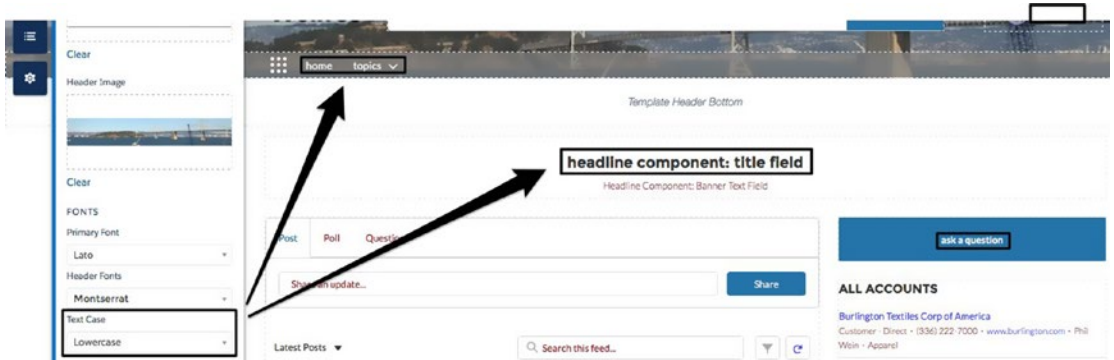 Clear
Header Image
Clear
FONTS
Primary Font
Lato
Header Fonts
Montserrat
Text Case
Lowercase
home topics
Template Header Bottom
headline component: title field
Headline Component: Banner Text Field
Post Poll Question
Share an update...
Share
Latest Posts
Search this feed...
ask a question
ALL ACCOUNTS
Burlington Textiles Corp of America
Customer - Direct • (336) 222-7000 • www.burlington.com • Phil
Wein • Apparel